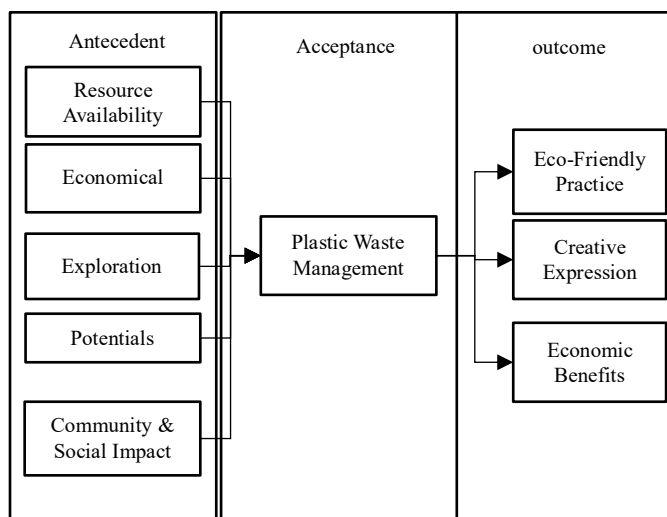 Antecedent
Resource
Availability
Economical
Exploration
Potentials
Community &
Social Impact
Acceptance
Plastic Waste
Management
outcome
Eco-Friendly
Practice
Creative
Expression
Economic
Benefits